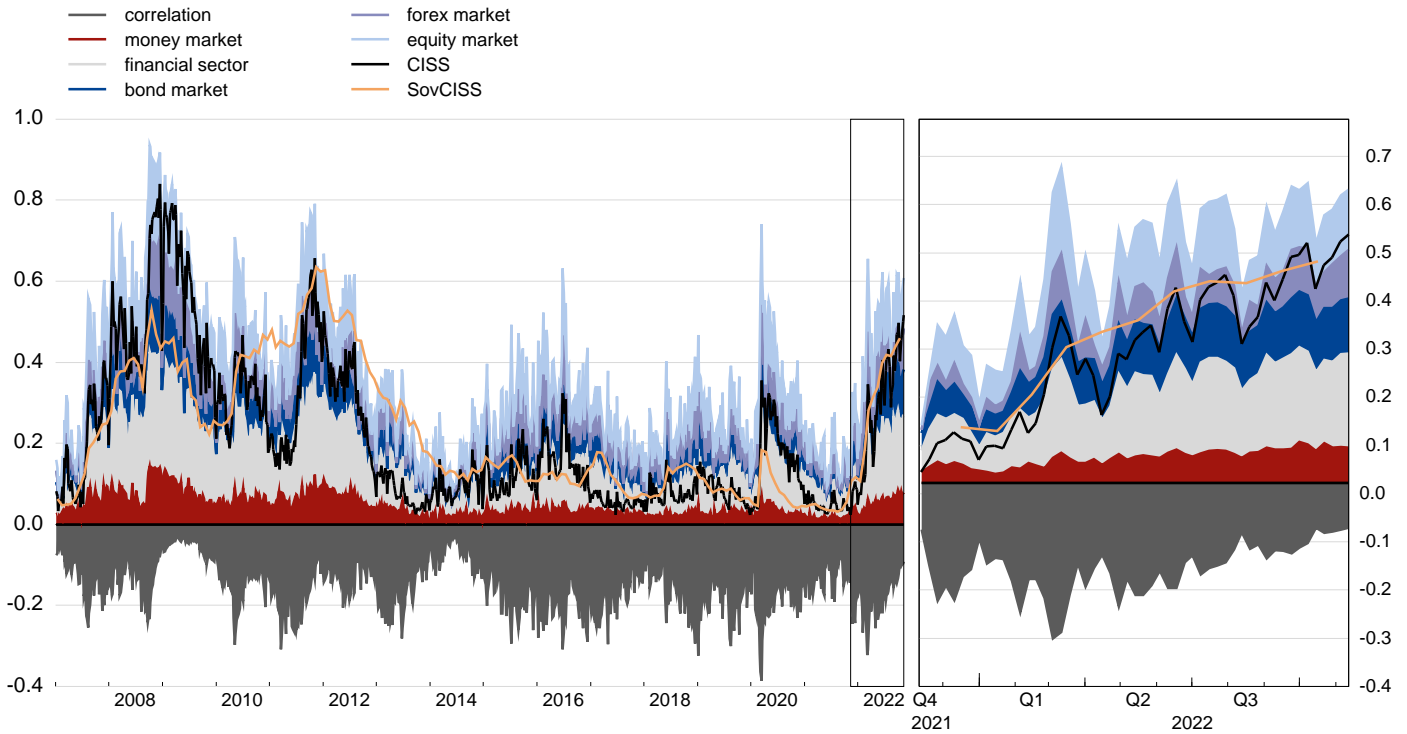 correlation
money market
financial sector
bond market
forex market
equity market
CISS
SovCISS
1.0
0.8
0.6
0.4
0.2
0.0
-0.2
-0.4
2008 2010 2012 2014 2016 2018 2020 2022
0.7
0.6
0.5
0.4
0.3
0.2
0.1
0.0
-0.1
-0.2
-0.3
-0.4
Q4 Q1 Q2 Q3
2021 2022